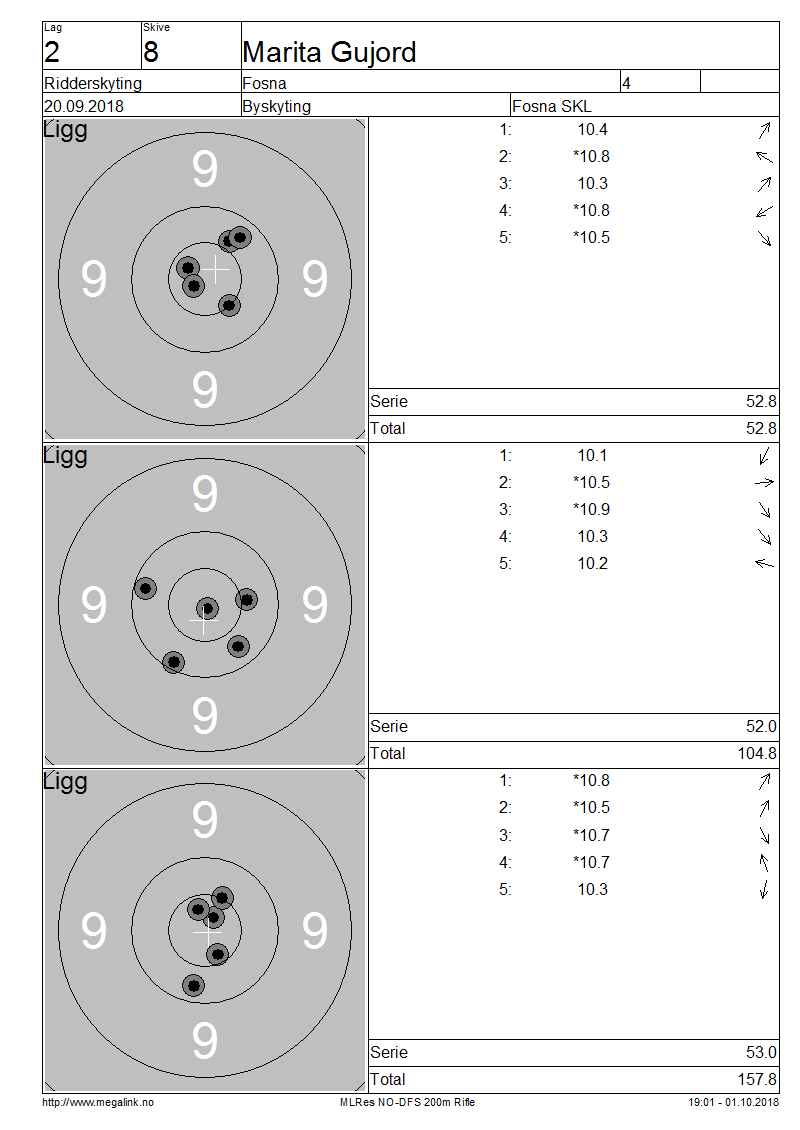 Lag Skive
2 8 Marita Gujord
Ridderskyting Fosna 4
20.09.2018 Byskyting Fosna SKL
Ligg
9
9 9
9
1: 10.4
2: *10.8
3: 10.3
4: *10.8
5: *10.5
Serie 52.8
Total 52.8
Ligg
9
9 9
9
1: 10.1
2: *10.5
3: *10.9
4: 10.3
5: 10.2
Serie 52.0
Total 104.8
Ligg
9
9 9
9
1: *10.8
2: *10.5
3: *10.7
4: *10.7
5: 10.3
Serie 53.0
Total 157.8
http://www.megalink.no MLRes NO-DFS 200m Rifle 19:01 - 01.10.2018